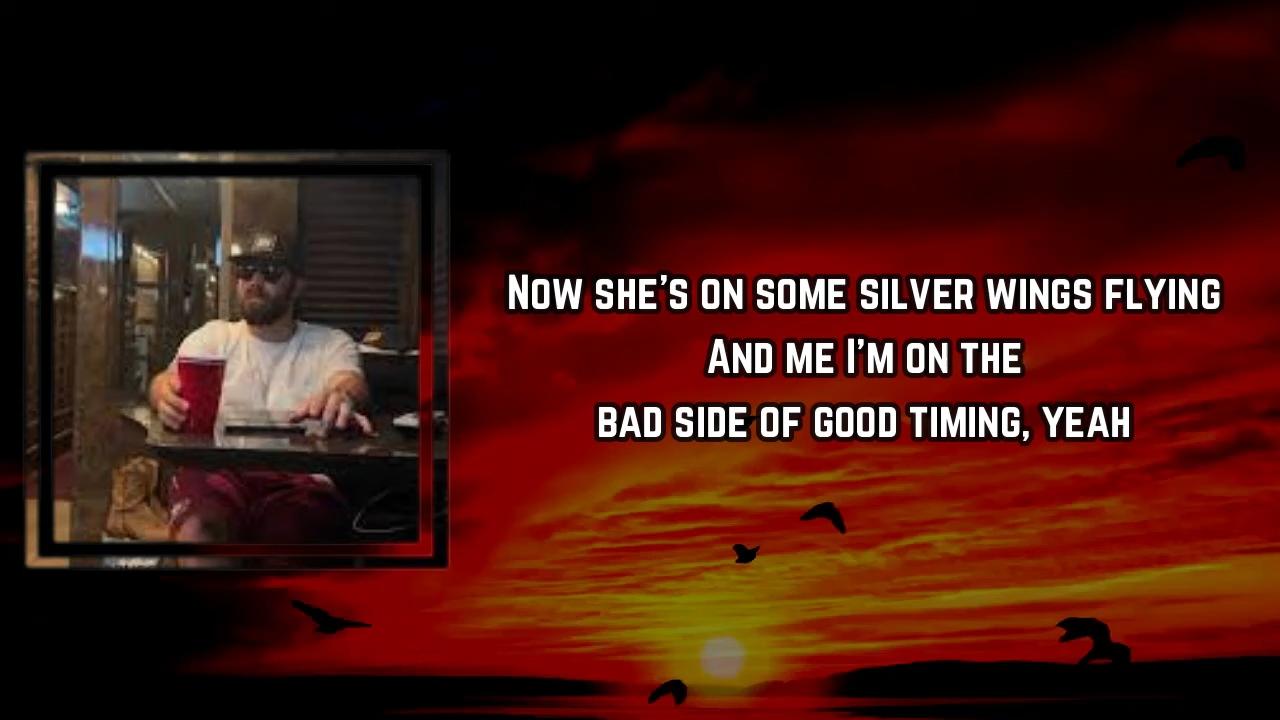 Now she's on some silver wings flying
And me I'm on the
bad side of good timing, yeah